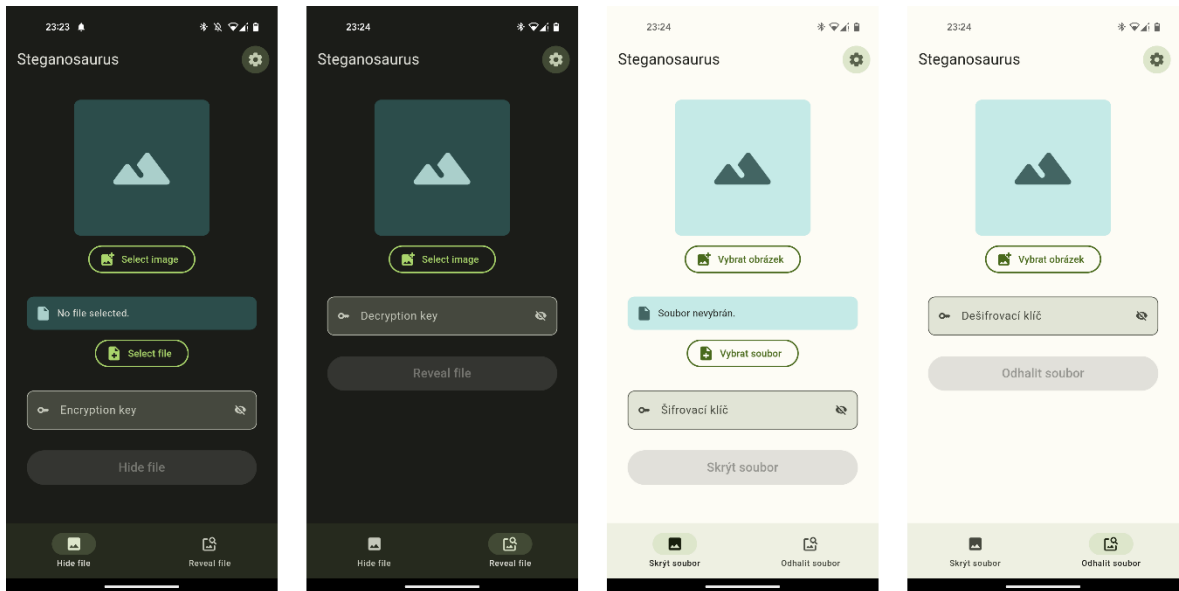 23:23
Steganosaurus
Select image
No file selected.
Select file
Encryption key
Hide file
Hide file
Reveal file
23:24
Steganosaurus
Select image
Decryption key
Reveal file
Hide file
Reveal file
23:24
Steganosaurus
Vybrat obrázek
Soubor nevybrán.
Vybrat soubor
Šifrovací klíč
Skrýt soubor
Skrýt soubor
Odhalit soubor
23:24
Steganosaurus
Vybrat obrázek
Dešifrovací klíč
Odhalit soubor
Skrýt soubor
Odhalit soubor